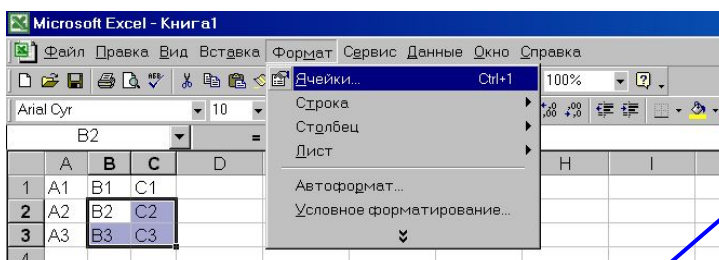 Microsoft Excel - Книга1
Файл Правка Вид Вставка Формат Сервис Данные Окно Справка
Ячейки... Ctrl+1 100%
Arial Cyr 10 Строка
B2 = Столбец
Лист
A B C D H I
1 A1 B1 C1 Автоформат...
2 A2 B2 C2 Условное форматирование...
3 A3 B3 C3